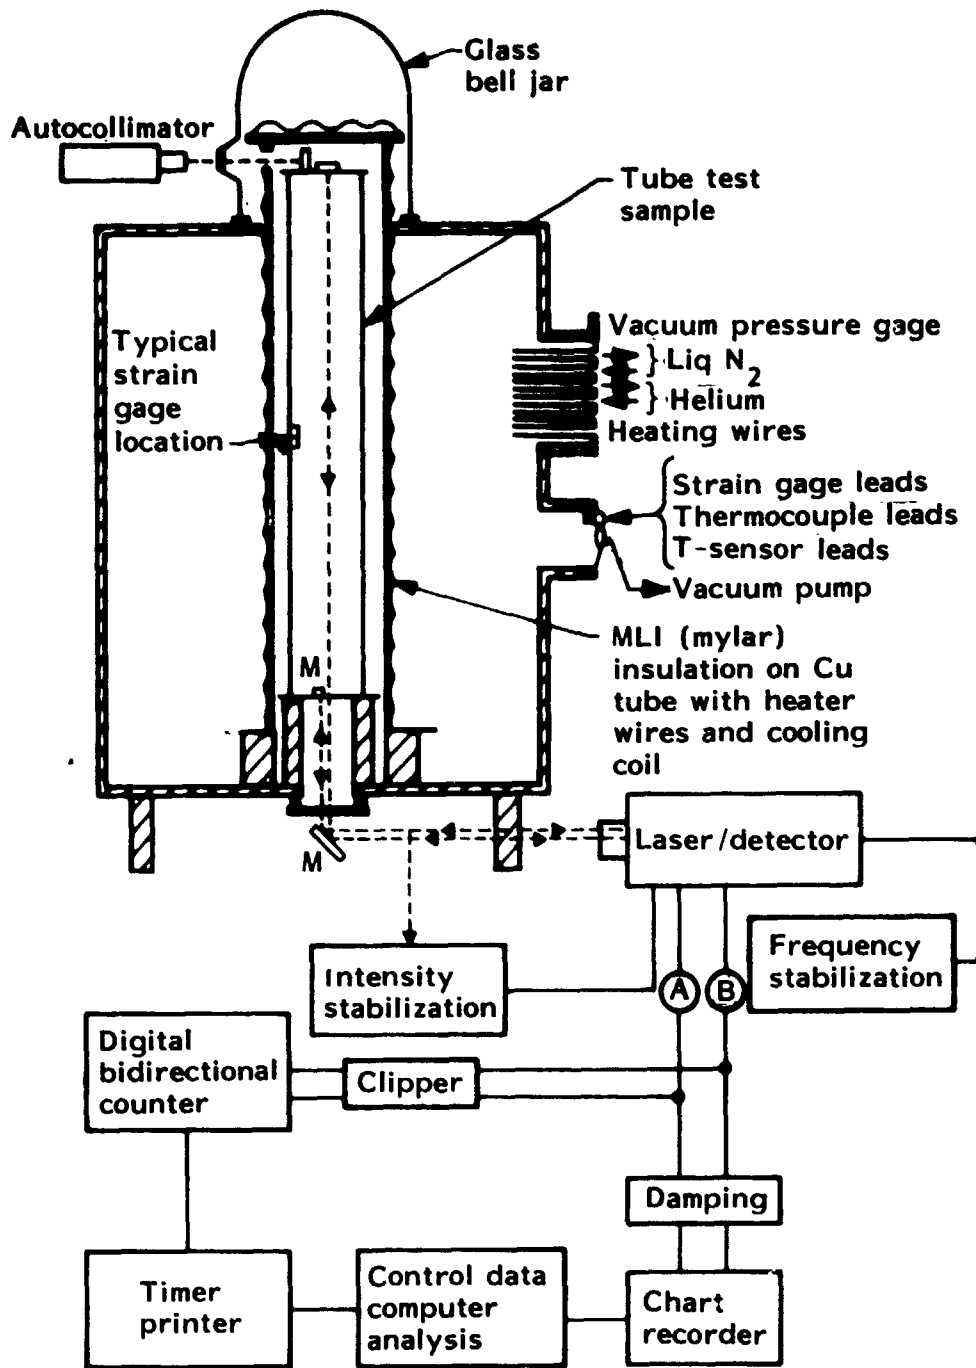 Glass
bell jar
Autocollimator
Tube test
sample
Typical
strain
gage
location
Vacuum pressure gage
Liq N2
Helium
Heating wires
Strain gage leads
Thermocouple leads
T-sensor leads
Vacuum pump
MLI (mylar)
insulation on Cu
tube with heater
wires and cooling
coil
M
M
Laser/detector
Intensity
stabilization
A
B
Frequency
stabilization
Digital
bidirectional
counter
Clipper
Damping
Timer
printer
Control data
computer
analysis
Chart
recorder